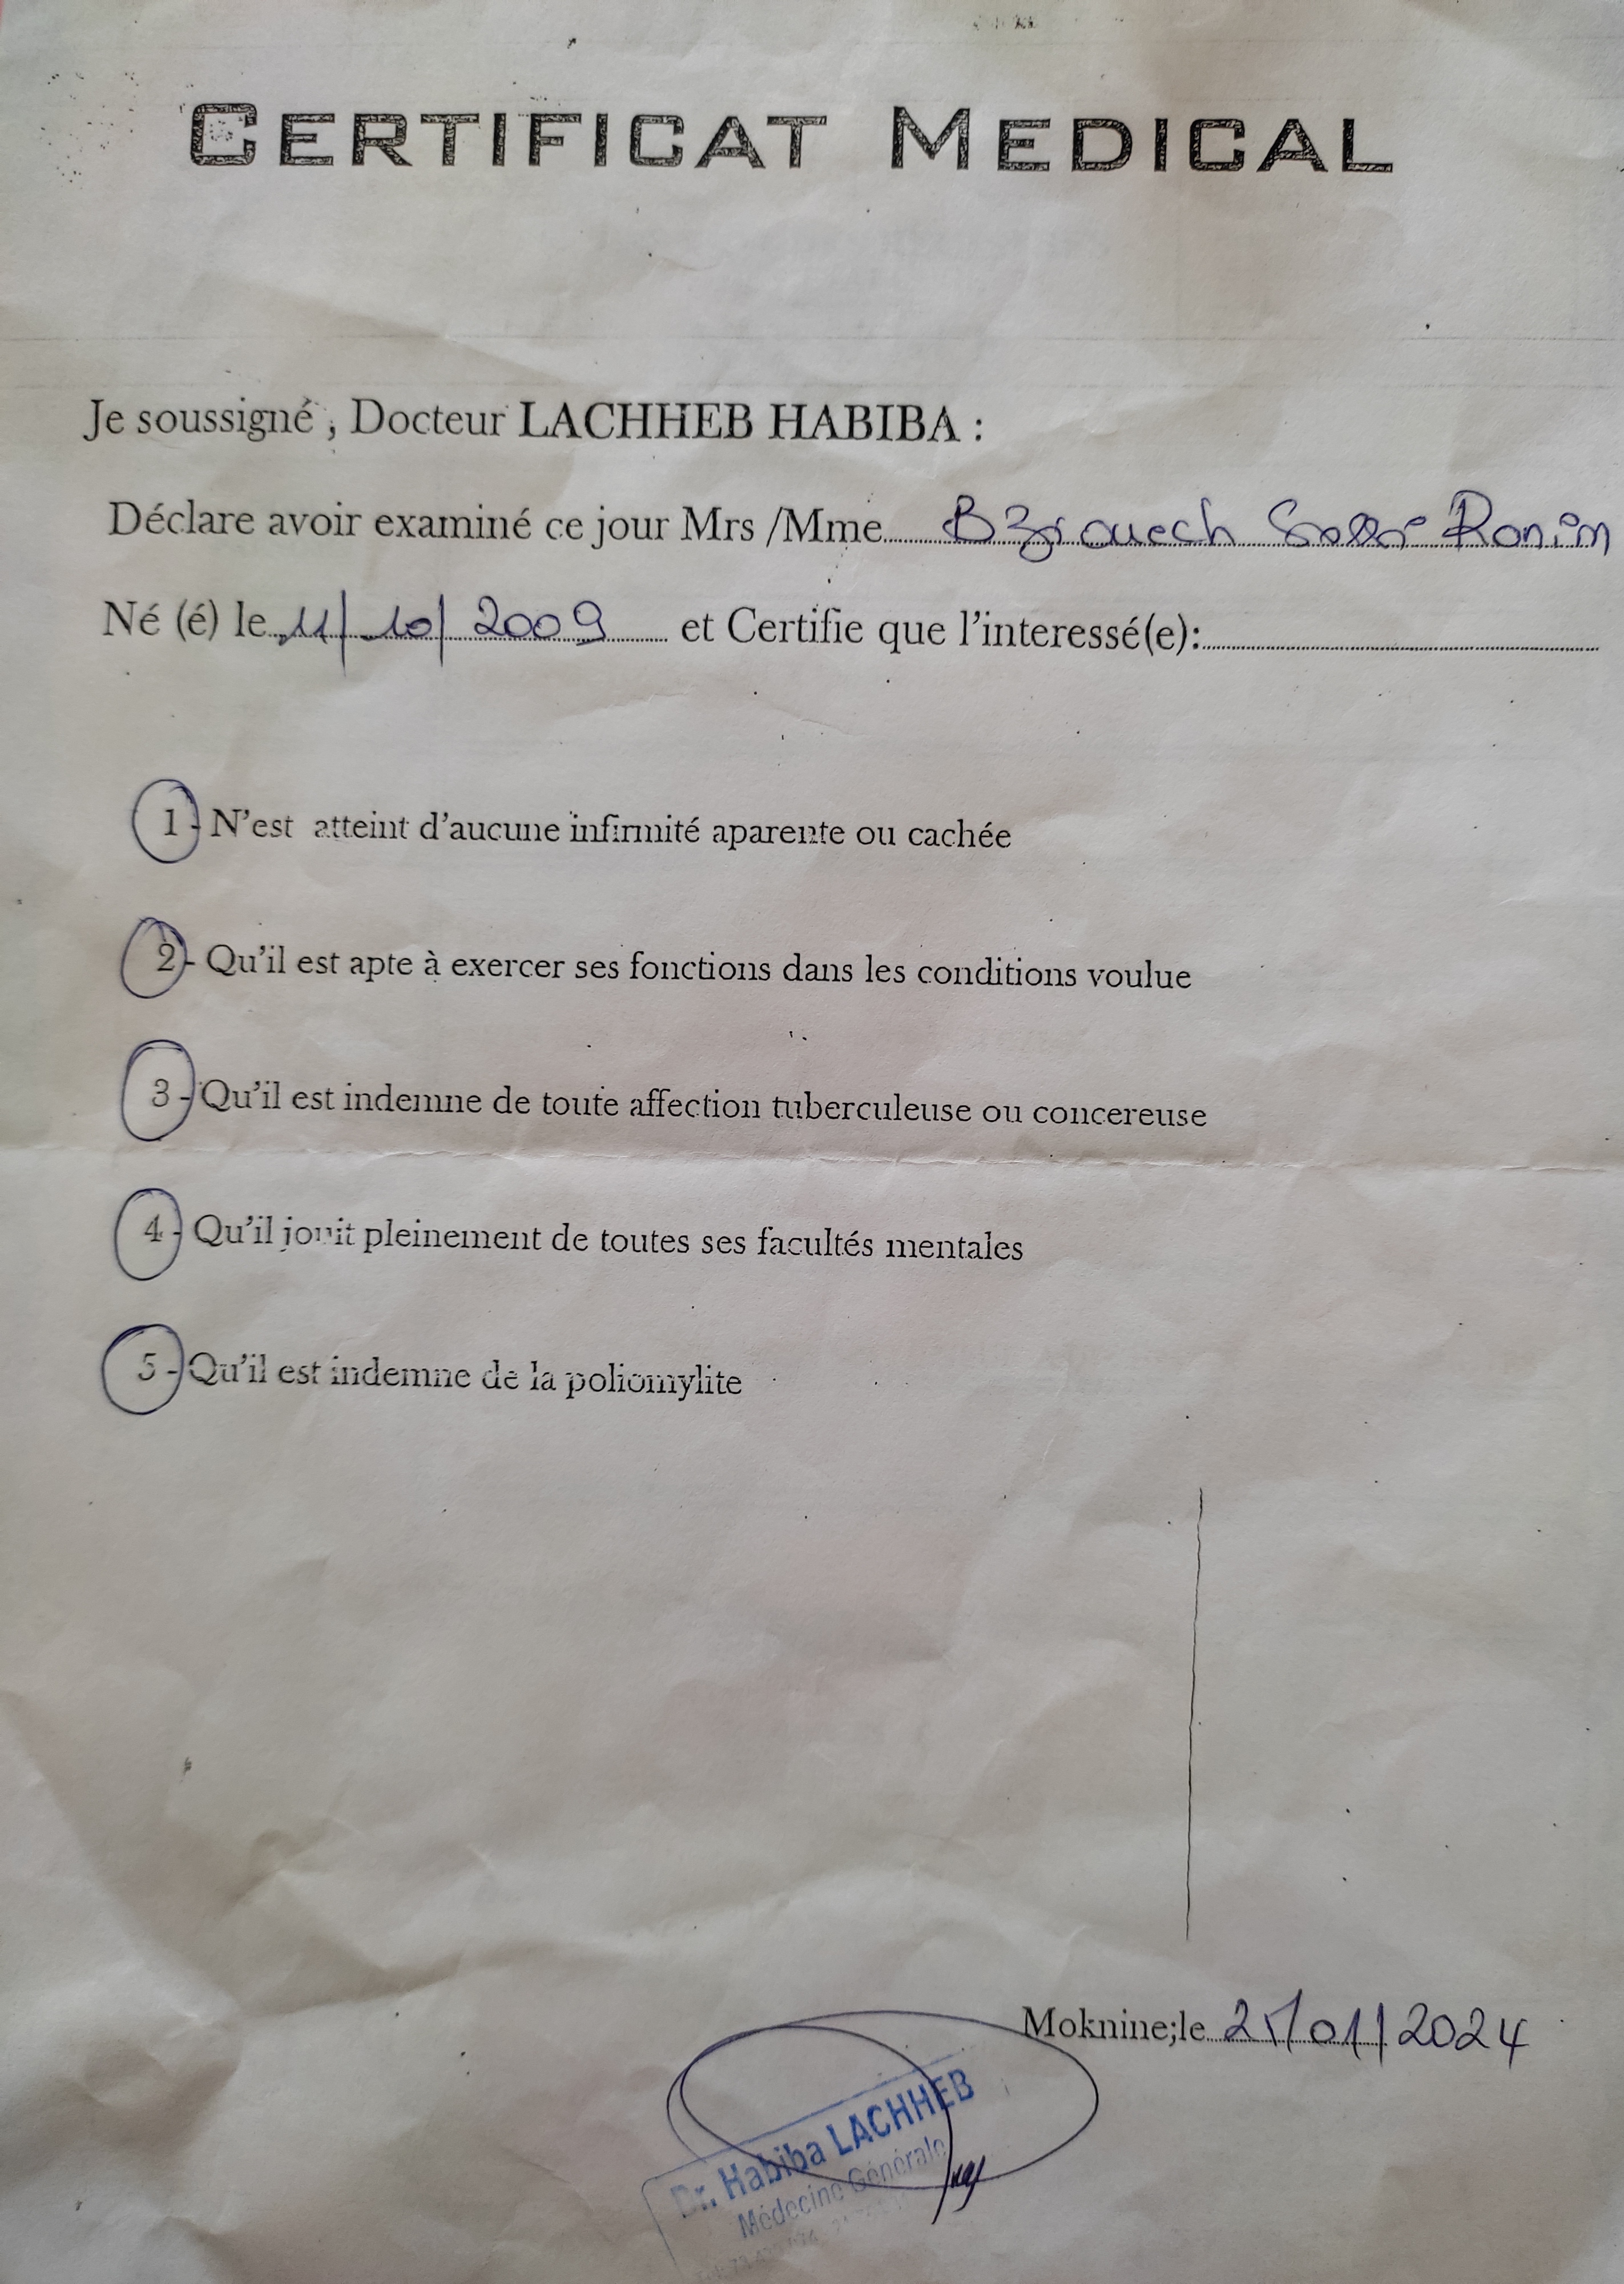 CERTIFICAT MEDICAL
Je soussigné, Docteur LACHHEB HABIBA :
Déclare avoir examiné ce jour Mrs /Mme Ranim
Né (é) le 11/10/2009 et Certifie que l'interessé(e):
1- N'est atteint d'aucune infirmité aparente ou cachée
2- Qu'il est apte à exercer ses fonctions dans les conditions voulue
3- Qu'il est indemne de toute affection tuberculeuse ou concereuse
4- Qu'il jouit pleinement de toutes ses facultés mentales
5- Qu'il est indemne de la poliomylite
Moknine;le /01/2024
Dr. Habiba LACHHEB
Médecine Générale